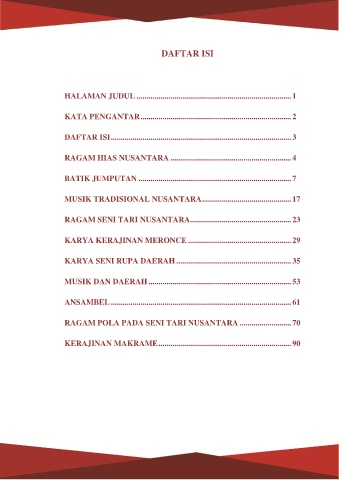 DAFTAR ISI
HALAMAN JUDUL ........................................................................... 1
KATA PENGANTAR ......................................................................... 2
DAFTAR ISI ........................................................................................ 3
RAGAM HIAS NUSANTARA ........................................................... 4
BATIK JUMPUTAN .......................................................................... 7
MUSIK TRADISIONAL NUSANTARA ........................................... 17
RAGAM SENI TARI NUSANTARA ................................................. 23
KARYA KERAJINAN MERONCE .................................................. 29
KARYA SENI RUPA DAERAH ........................................................ 35
MUSIK DAN DAERAH ..................................................................... 53
ANSAMBEL ........................................................................................ 61
RAGAM POLA PADA SENI TARI NUSANTARA ......................... 70
KERAJINAN MAKRAME ................................................................ 90